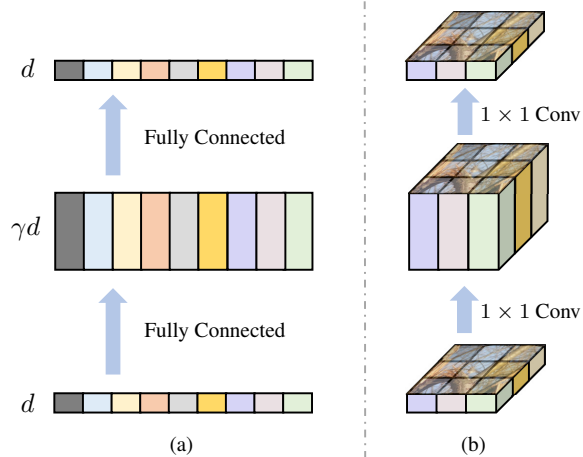 d
Fully Connected
1 × 1 Conv
γd
Fully Connected
1 × 1 Conv
d
(a)
(b)